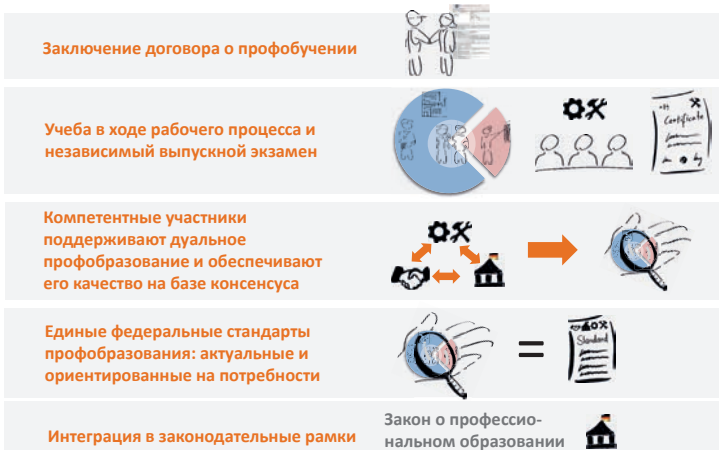 Заключение договора о профобучении
Учеба в ходе рабочего процесса и
независимый выпускной экзамен
Certificate
Компетентные участники
поддерживают дуальное
профобразование и обеспечивают
его качество на базе консенсуса
Единые федеральные стандарты
профобразования: актуальные и
ориентированные на потребности
=
Standard
Интеграция в законодательные рамки
Закон о профессио-
нальном образовании